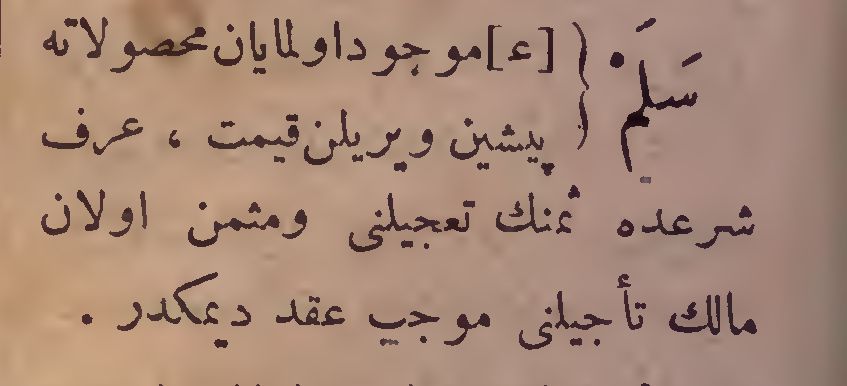 سَلَم { [ع] موجود اولمايان محصولاته
پيشين ويريلن قيمت ، عرف
شرعده ثمنك تعجيلنى ومثمن اولان
مالك تأجيلنى موجب عقد ديمكدر .